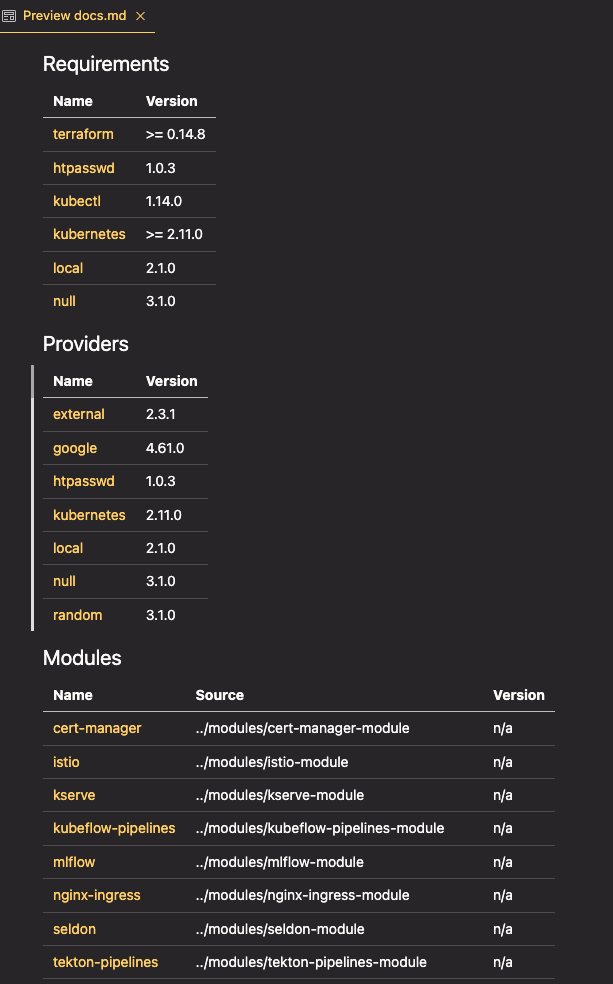 Preview docs.md
Requirements
Name Version
terraform >= 0.14.8
htpasswd 1.0.3
kubectl 1.14.0
kubernetes >= 2.11.0
local 2.1.0
null 3.1.0
Providers
Name Version
external 2.3.1
google 4.61.0
htpasswd 1.0.3
kubernetes 2.11.0
local 2.1.0
null 3.1.0
random 3.1.0
Modules
Name Source Version
cert-manager ../modules/cert-manager-module n/a
istio ../modules/istio-module n/a
kserve ../modules/kserve-module n/a
kubeflow-pipelines ../modules/kubeflow-pipelines-module n/a
mlflow ../modules/mlflow-module n/a
nginx-ingress ../modules/nginx-ingress-module n/a
seldon ../modules/seldon-module n/a
tekton-pipelines ../modules/tekton-pipelines-module n/a